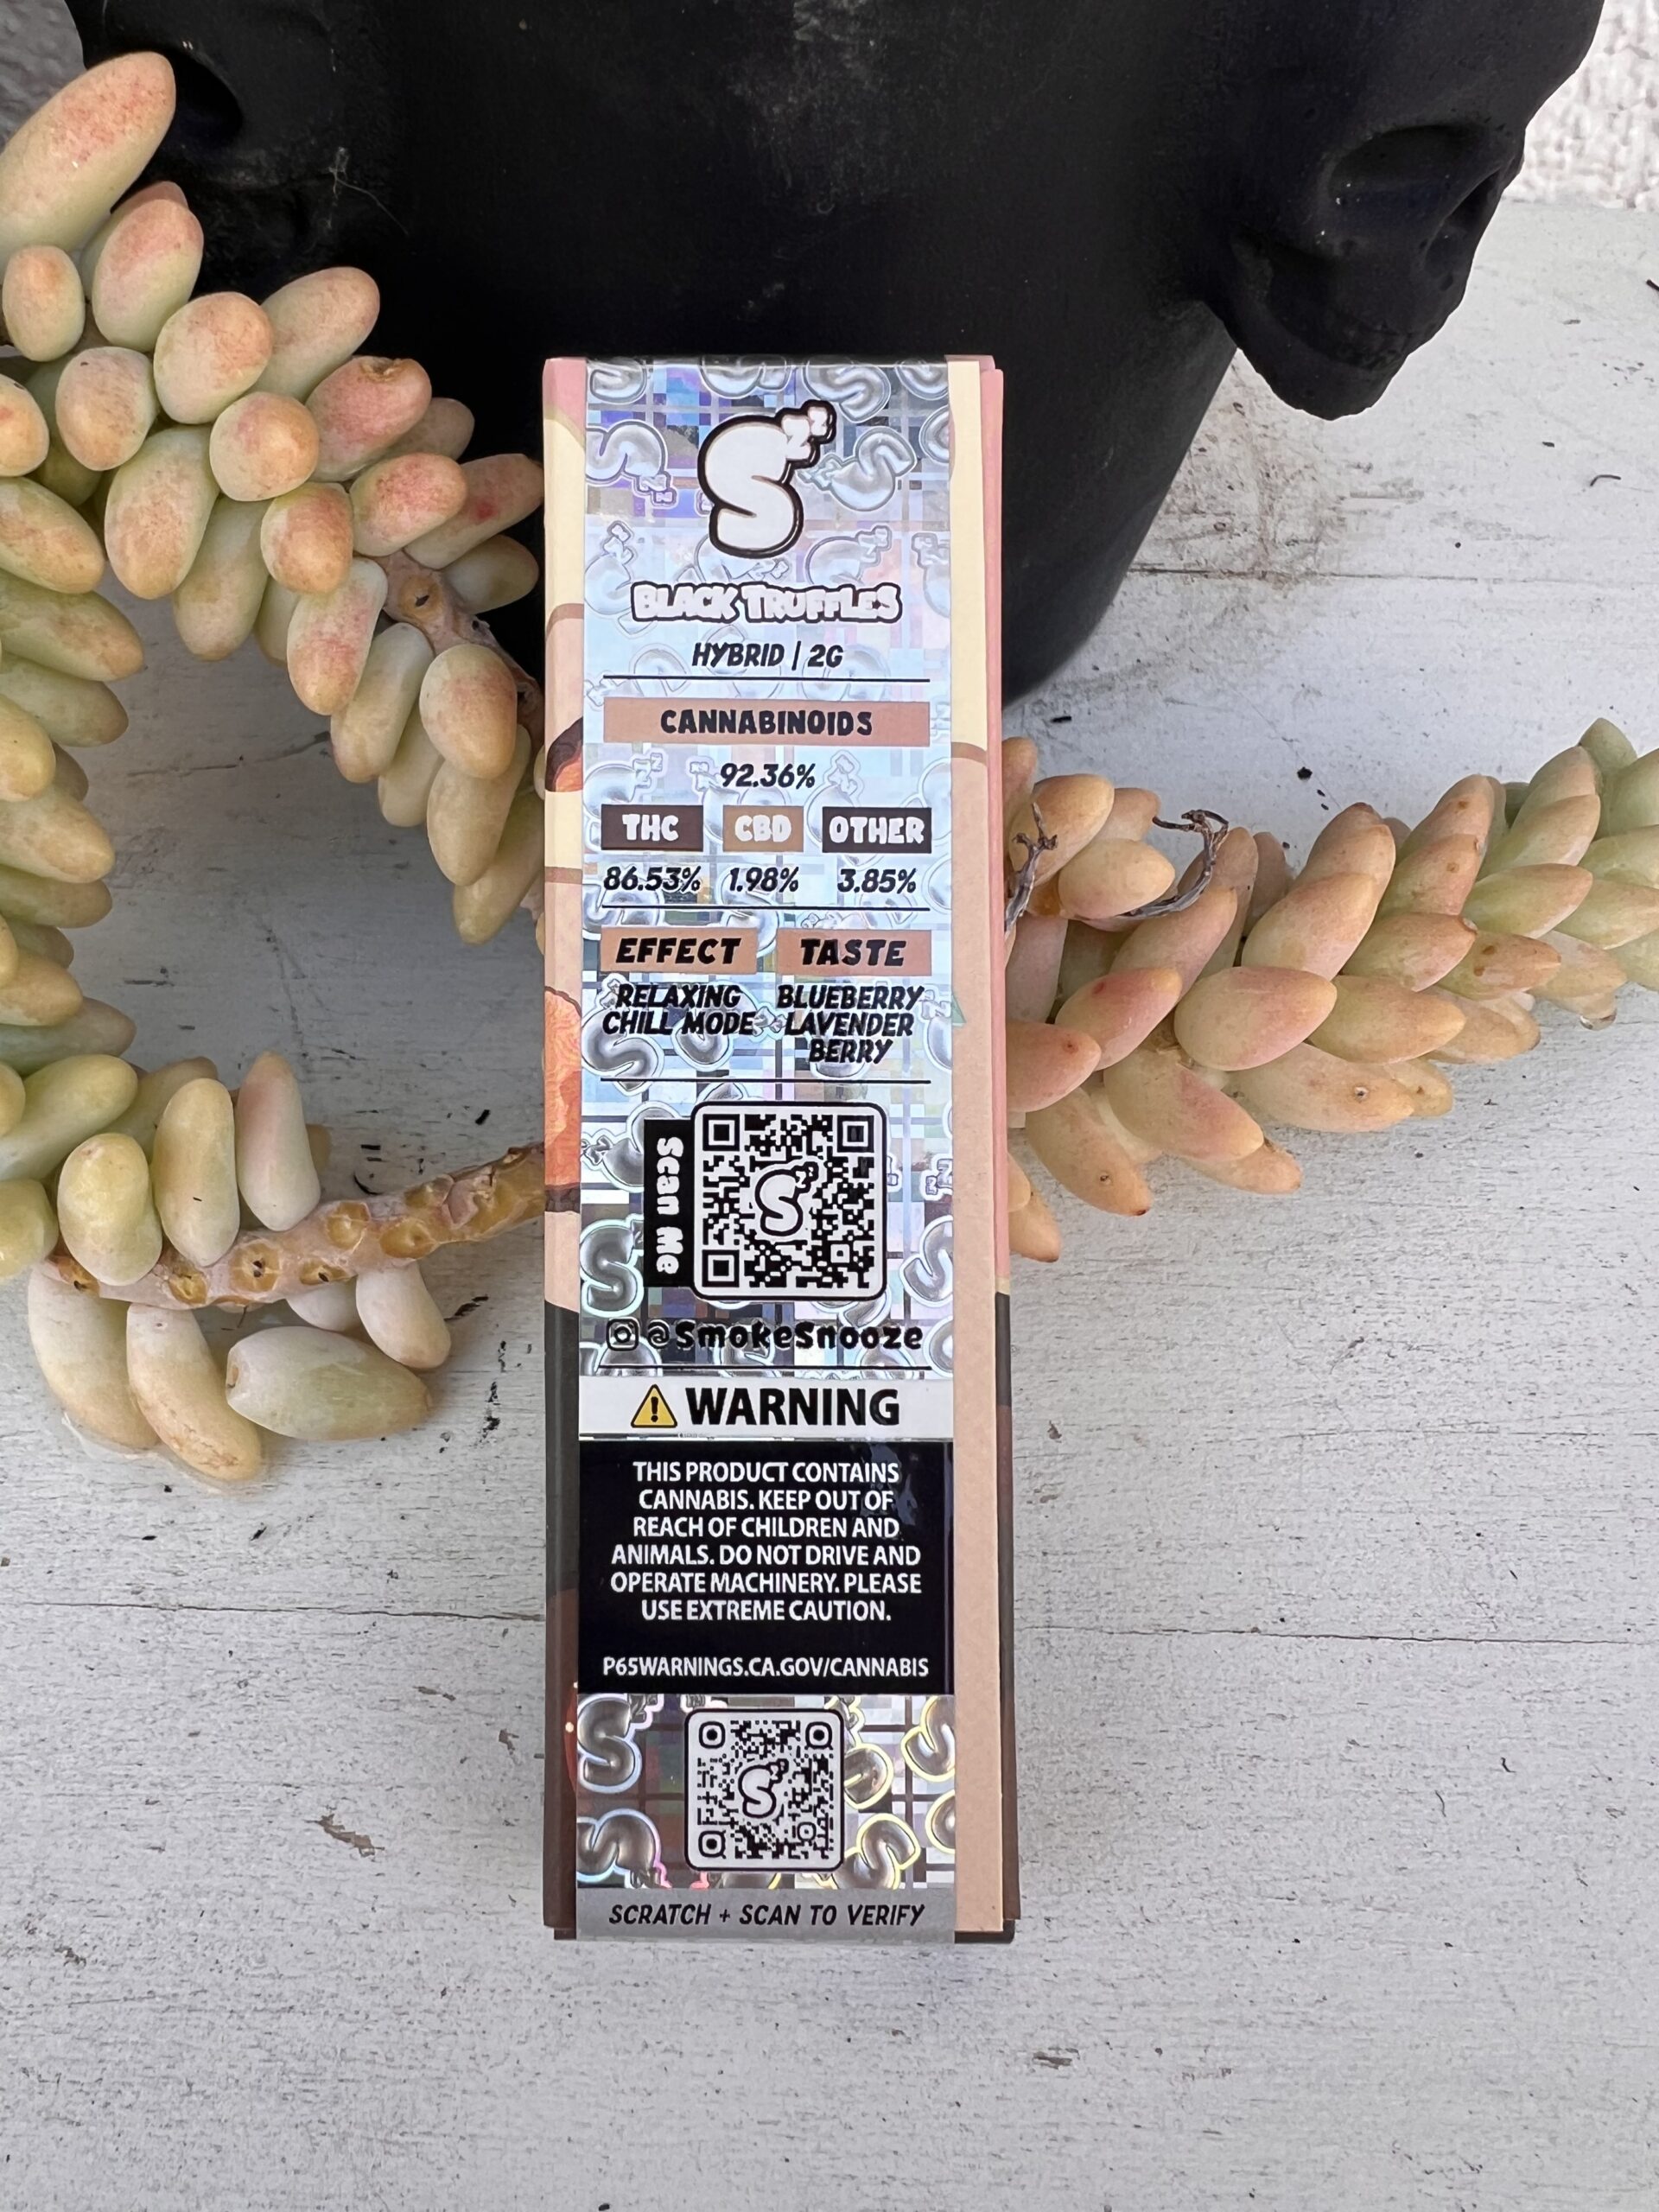 Szzz
BLACK TRUFFLES
HYBRID | 2G
CANNABINOIDS
92.36%
THC CBD OTHER
86.53% 1.98% 3.85%
EFFECT TASTE
RELAXING BLUEBERRY
CHILL MODE LAVENDER
BERRY
Scan Me
@SmokeSnooze
WARNING
THIS PRODUCT CONTAINS
CANNABIS. KEEP OUT OF
REACH OF CHILDREN AND
ANIMALS. DO NOT DRIVE AND
OPERATE MACHINERY. PLEASE
USE EXTREME CAUTION.
P65WARNINGS.CA.GOV/CANNABIS
SCRATCH + SCAN TO VERIFY